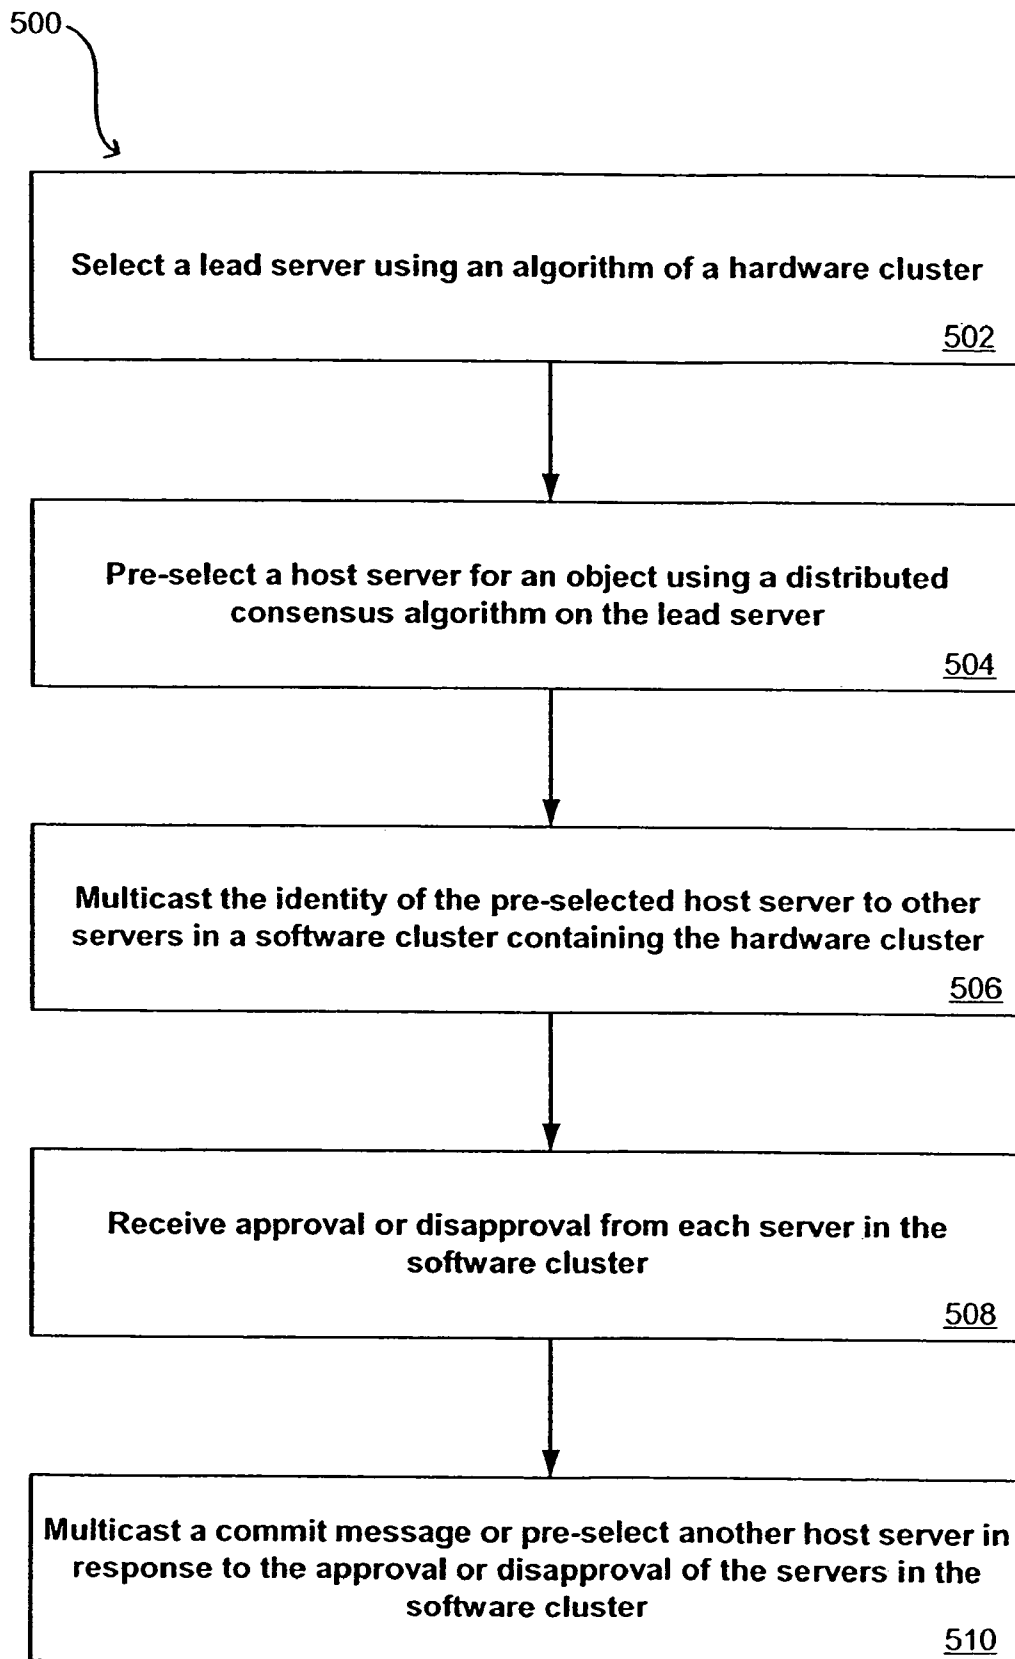 500
Select a lead server using an algorithm of a hardware cluster
502
Pre-select a host server for an object using a distributed
consensus algorithm on the lead server
504
Multicast the identity of the pre-selected host server to other
servers in a software cluster containing the hardware cluster
506
Receive approval or disapproval from each server in the
software cluster
508
Multicast a commit message or pre-select another host server in
response to the approval or disapproval of the servers in the
software cluster
510